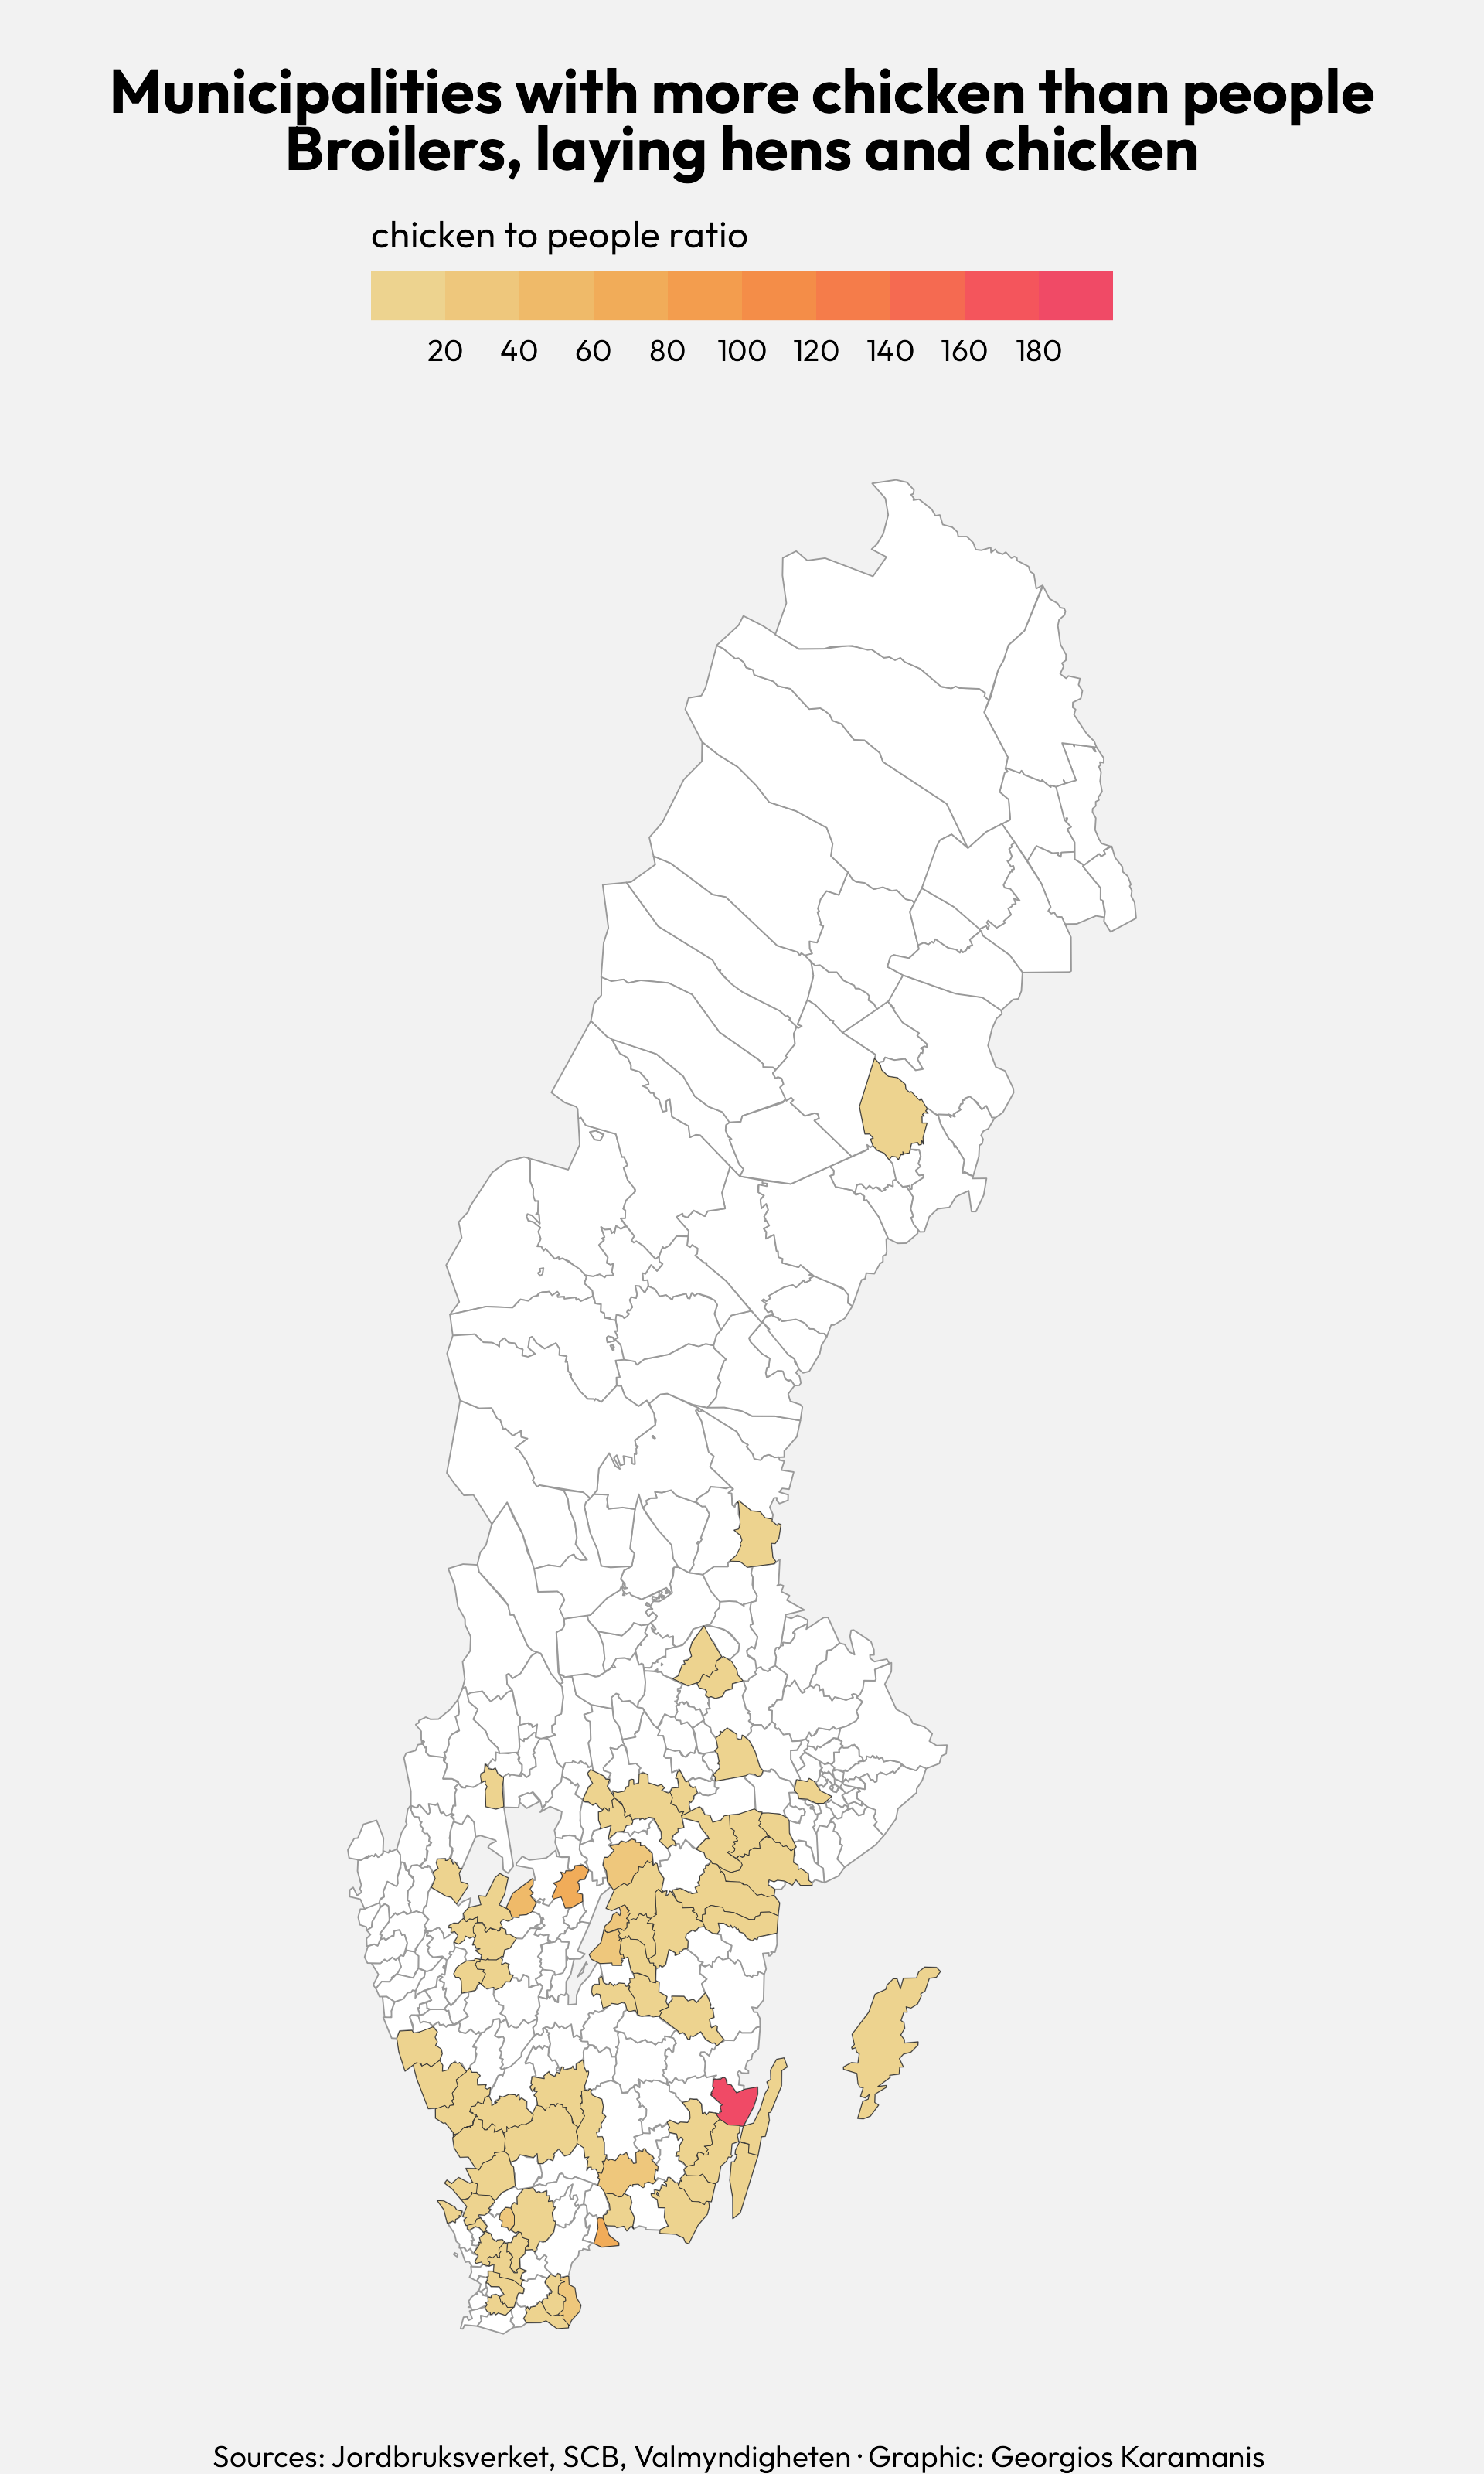 Municipalities with more chicken than people
Broilers, laying hens and chicken
chicken to people ratio
20 40 60 80 100 120 140 160 180
Sources: Jordbruksverket, SCB, Valmyndigheten · Graphic: Georgios Karamanis